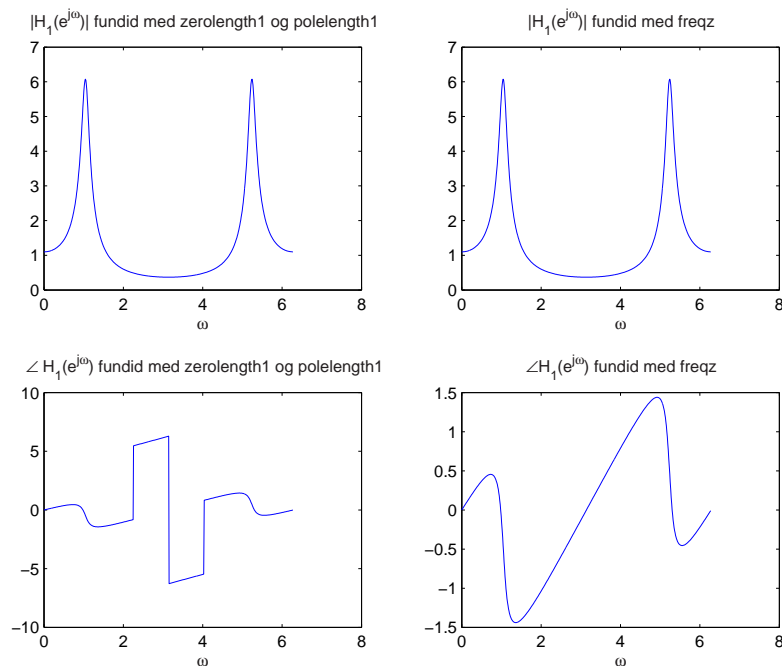 |H₁(e^jω)| fundid med zerolength1 og polelength1
7
6
5
4
3
2
1
0
0 2 4 6 8
ω
|H₁(e^jω)| fundid med freqz
7
6
5
4
3
2
1
0
0 2 4 6 8
ω
∠ H₁(e^jω) fundid med zerolength1 og polelength1
10
5
0
−5
−10
0 2 4 6 8
ω
∠H₁(e^jω) fundid med freqz
1.5
1
0.5
0
−0.5
−1
−1.5
0 2 4 6 8
ω